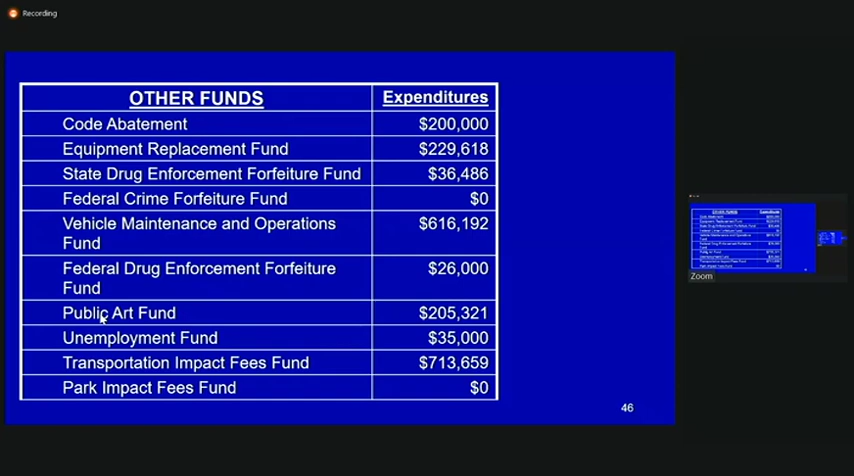 Recording
OTHER FUNDS Expenditures
Code Abatement $200,000
Equipment Replacement Fund $229,618
State Drug Enforcement Forfeiture Fund $36,486
Federal Crime Forfeiture Fund $0
Vehicle Maintenance and Operations $616,192
Fund
Federal Drug Enforcement Forfeiture $26,000
Fund
Public Art Fund $205,321
Unemployment Fund $35,000
Transportation Impact Fees Fund $713,659
Park Impact Fees Fund $0
46
Zoom